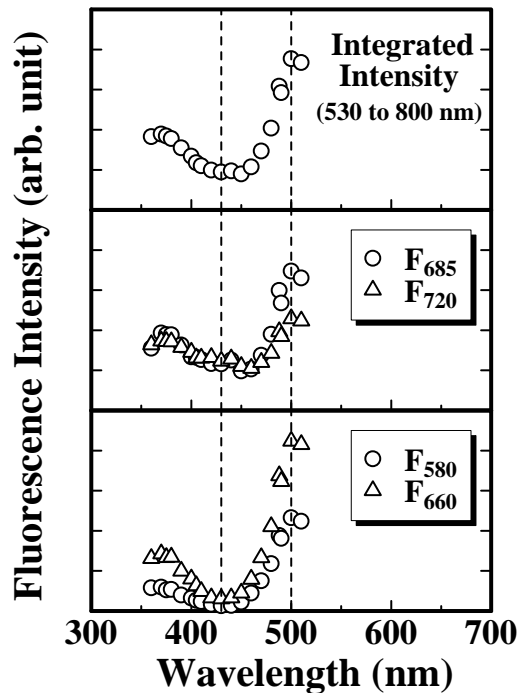 Fluorescence Intensity (arb. unit)
Integrated
Intensity
(530 to 800 nm)
F685
F720
F580
F660
300 400 500 600 700
Wavelength (nm)